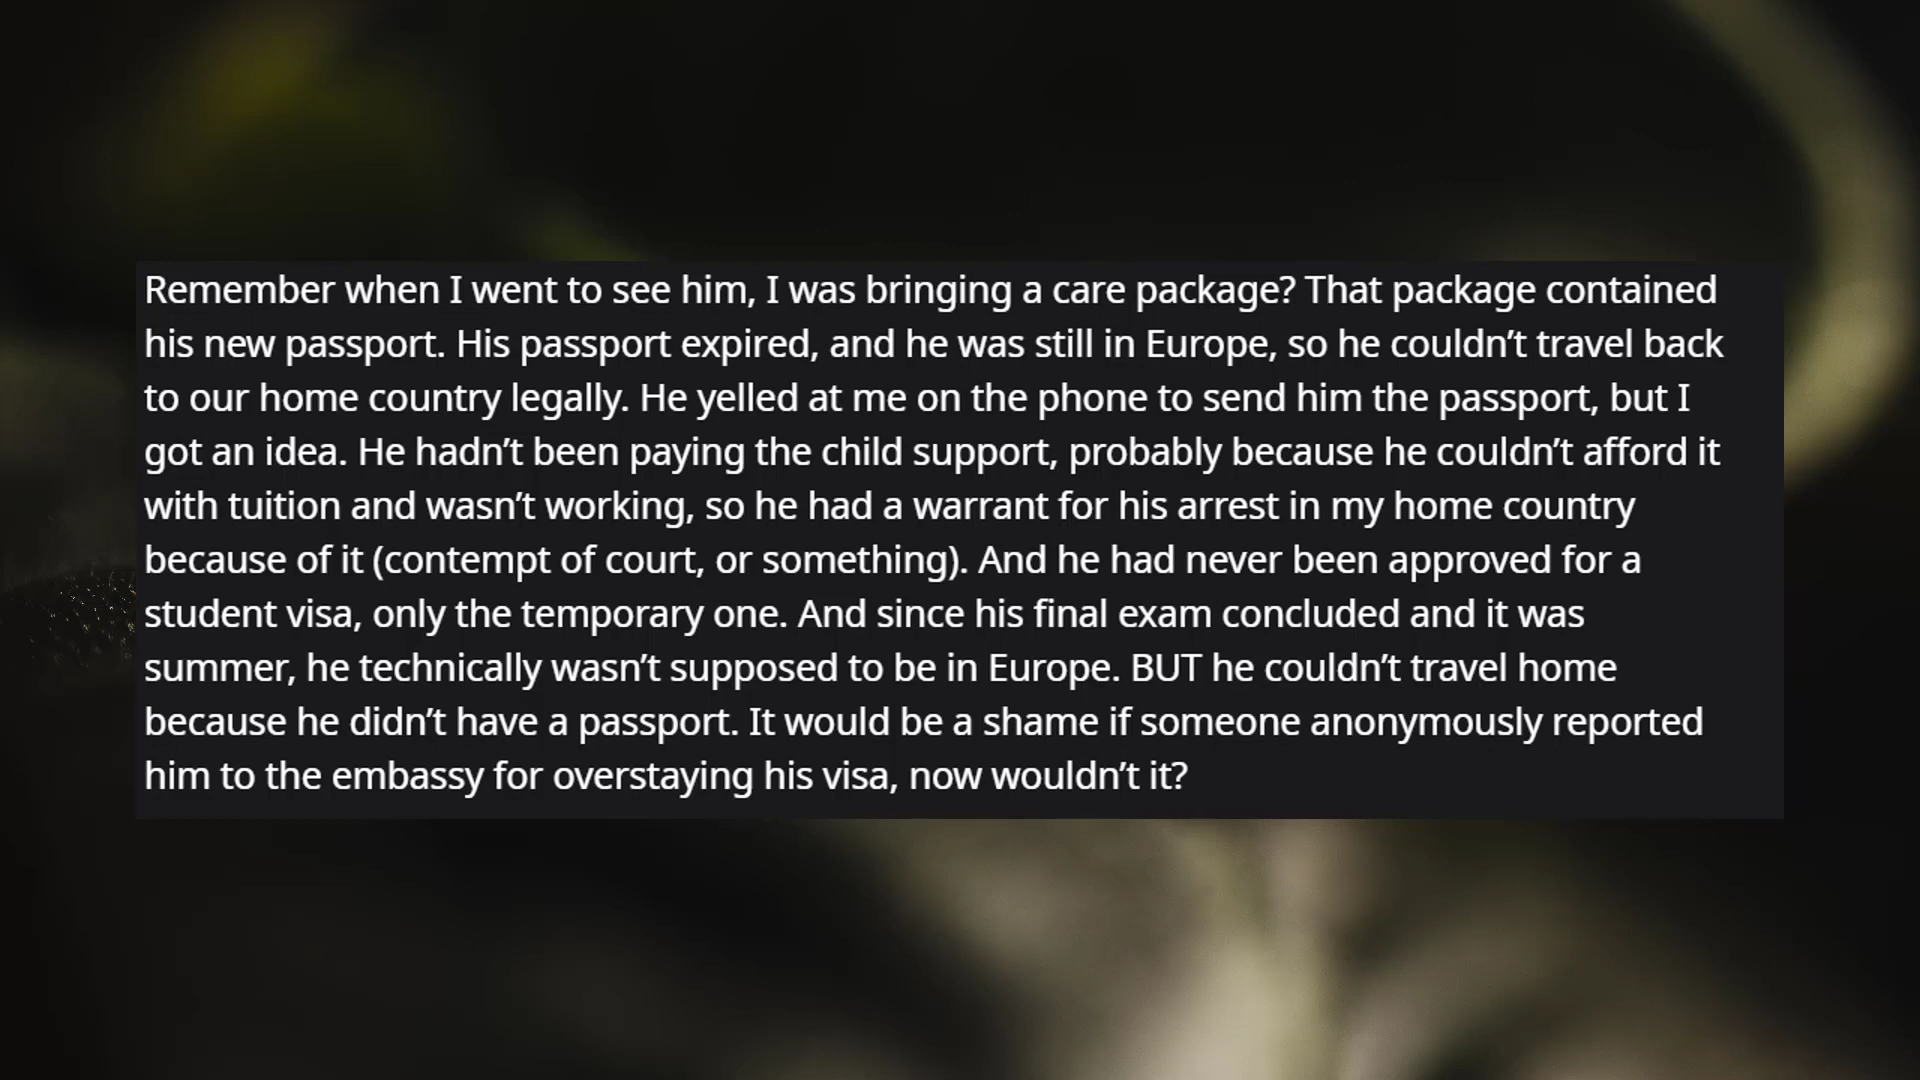 Remember when I went to see him, I was bringing a care package? That package contained
his new passport. His passport expired, and he was still in Europe, so he couldn’t travel back
to our home country legally. He yelled at me on the phone to send him the passport, but I
got an idea. He hadn’t been paying the child support, probably because he couldn’t afford it
with tuition and wasn’t working, so he had a warrant for his arrest in my home country
because of it (contempt of court, or something). And he had never been approved for a
student visa, only the temporary one. And since his final exam concluded and it was
summer, he technically wasn’t supposed to be in Europe. BUT he couldn’t travel home
because he didn’t have a passport. It would be a shame if someone anonymously reported
him to the embassy for overstaying his visa, now wouldn’t it?